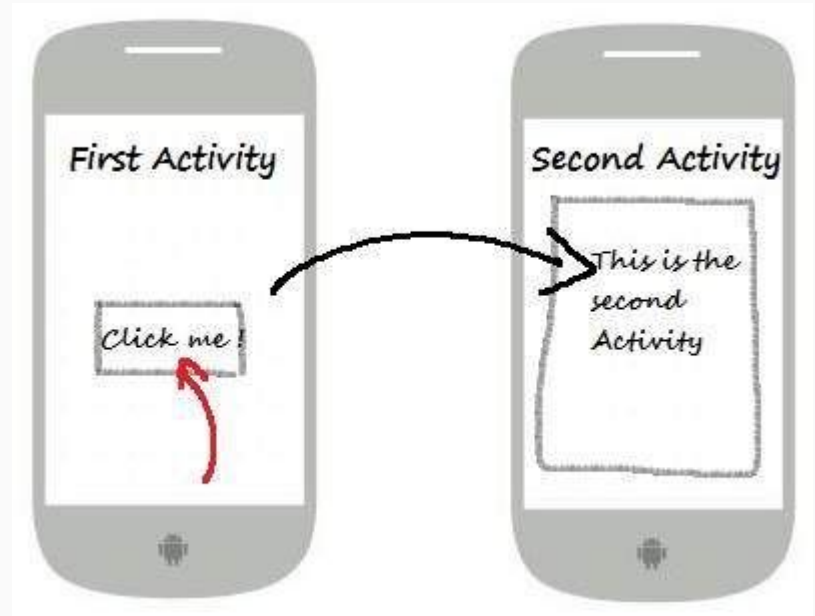 First Activity
Click me !
Second Activity
This is the
second
Activity